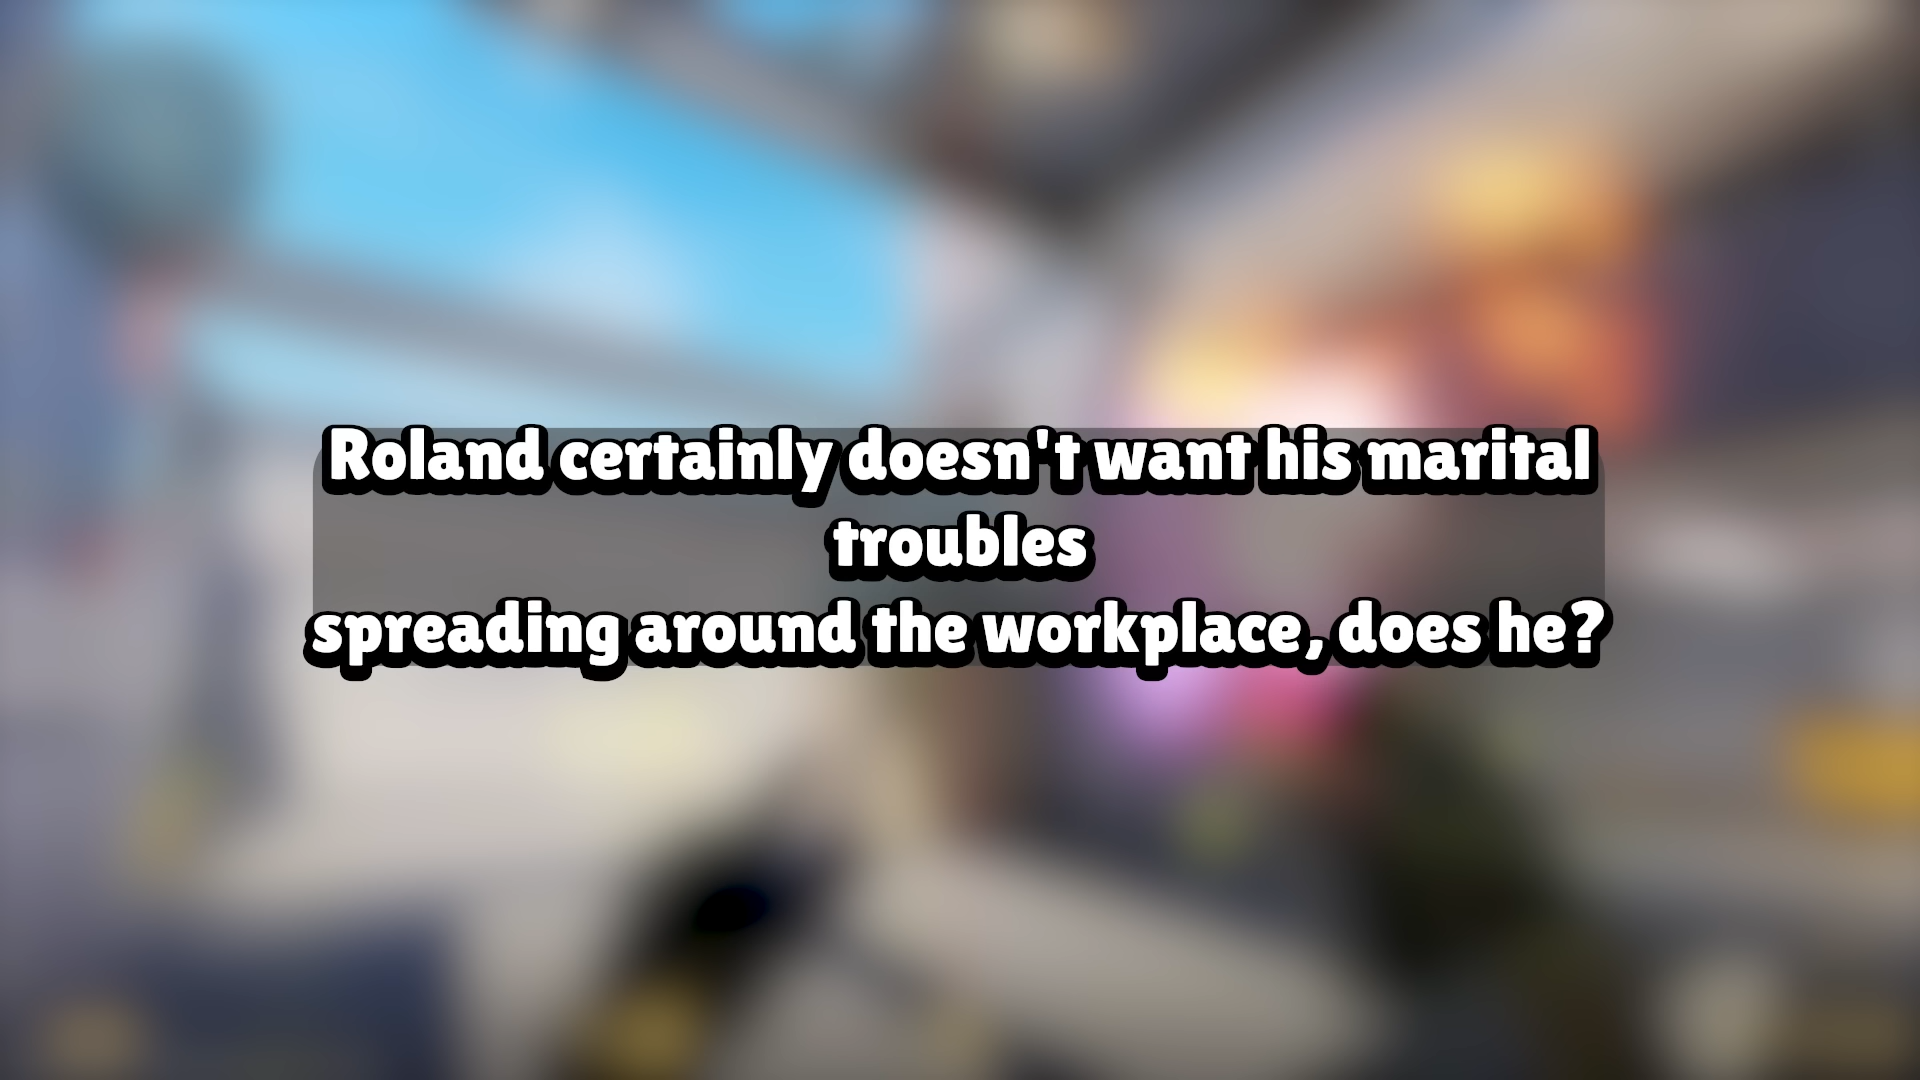 Roland certainly doesn't want his marital
troubles
spreading around the workplace, does he?